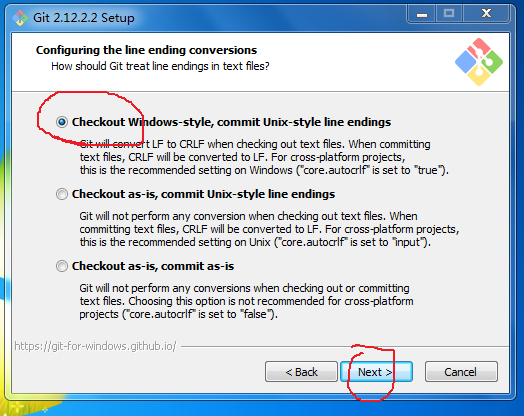 Git 2.12.2.2 Setup
Configuring the line ending conversions
How should Git treat line endings in text files?
Checkout Windows-style, commit Unix-style line endings
Git will convert LF to CRLF when checking out text files. When committing
text files, CRLF will be converted to LF. For cross-platform projects,
this is the recommended setting on Windows ("core.autocrlf" is set to "true").
Checkout as-is, commit Unix-style line endings
Git will not perform any conversion when checking out text files. When
committing text files, CRLF will be converted to LF. For cross-platform projects,
this is the recommended setting on Unix ("core.autocrlf" is set to "input").
Checkout as-is, commit as-is
Git will not perform any conversions when checking out or committing
text files. Choosing this option is not recommended for cross-platform
projects ("core.autocrlf" is set to "false").
https://git-for-windows.github.io/
< Back Next > Cancel